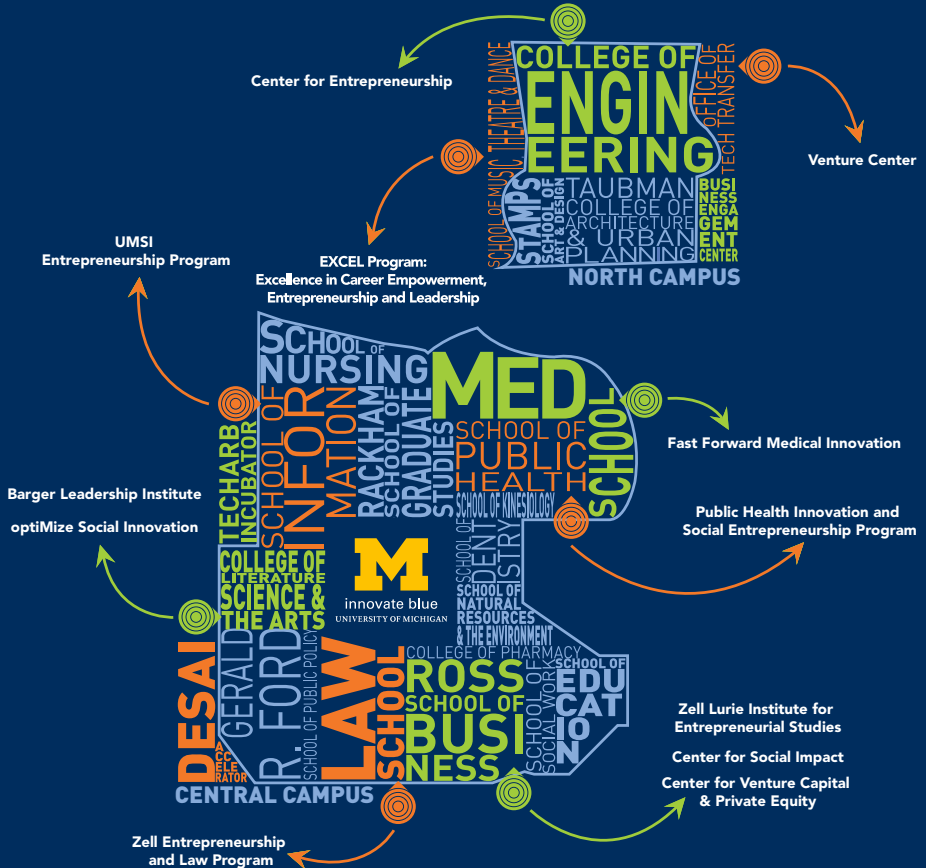 Center for Entrepreneurship
COLLEGE OF
ENGIN
EERING
SCHOOL OF MUSIC THEATRE & DANCE
OFFICE OF
TECH TRANSFER
Venture Center
STAMPS
SCHOOL OF
ART & DESIGN
TAUBMAN
COLLEGE OF
ARCHITECTURE
& URBAN
PLANNING
BUSI
NESS
ENGA
GEM
ENT
CENTER
NORTH CAMPUS
UMSI
Entrepreneurship Program
EXCEL Program:
Excellence in Career Empowerment,
Entrepreneurship and Leadership
SCHOOL OF
NURSING
MED
SCHOOL
TECHARB
INCUBATOR
SCHOOL OF
INFOR
MATION
RACKHAM
SCHOOL OF
GRADUATE
STUDIES
SCHOOL OF
PUBLIC
HEALTH
Fast Forward Medical Innovation
Barger Leadership Institute
optiMize Social Innovation
Public Health Innovation and
Social Entrepreneurship Program
SCHOOL OF KINESIOLOGY
SCHOOL OF
DENT
ISTRY
COLLEGE OF
LITERATURE
SCIENCE &
THE ARTS
M
innovate blue
UNIVERSITY OF MICHIGAN
SCHOOL OF
NATURAL
RESOURCES
& THE ENVIRONMENT
DESAI
A
CC
ELE
RATOR
GERALD
R. FORD
SCHOOL OF PUBLIC POLICY
LAW
SCHOOL
COLLEGE OF PHARMACY
ROSS
SCHOOL OF
BUSI
NESS
SCHOOL OF
SOCIAL WORK
SCHOOL OF
EDU
CAT
IO
N
CENTRAL CAMPUS
Zell Lurie Institute for
Entrepreneurial Studies
Center for Social Impact
Center for Venture Capital
& Private Equity
Zell Entrepreneurship
and Law Program